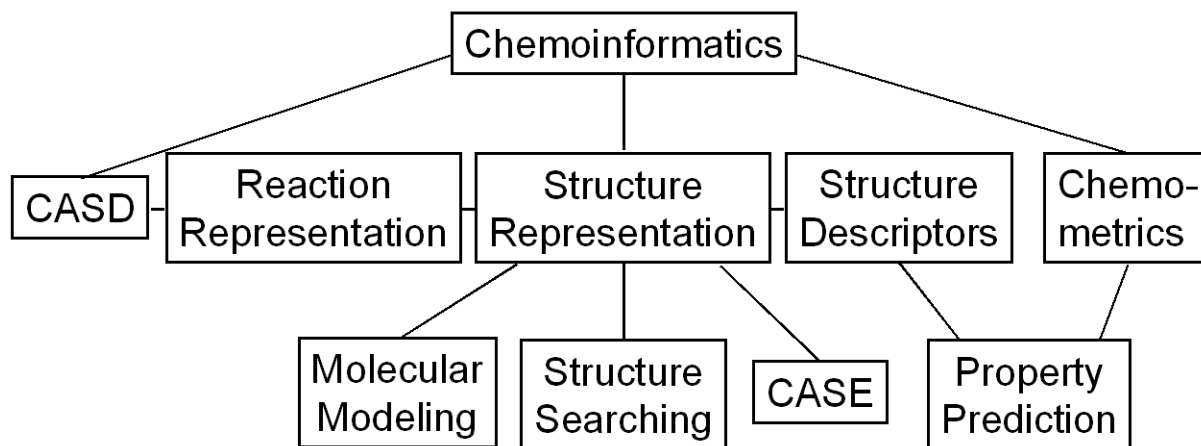 Chemoinformatics
CASD
Reaction
Representation
Structure
Representation
Structure
Descriptors
Chemo-
metrics
Molecular
Modeling
Structure
Searching
CASE
Property
Prediction